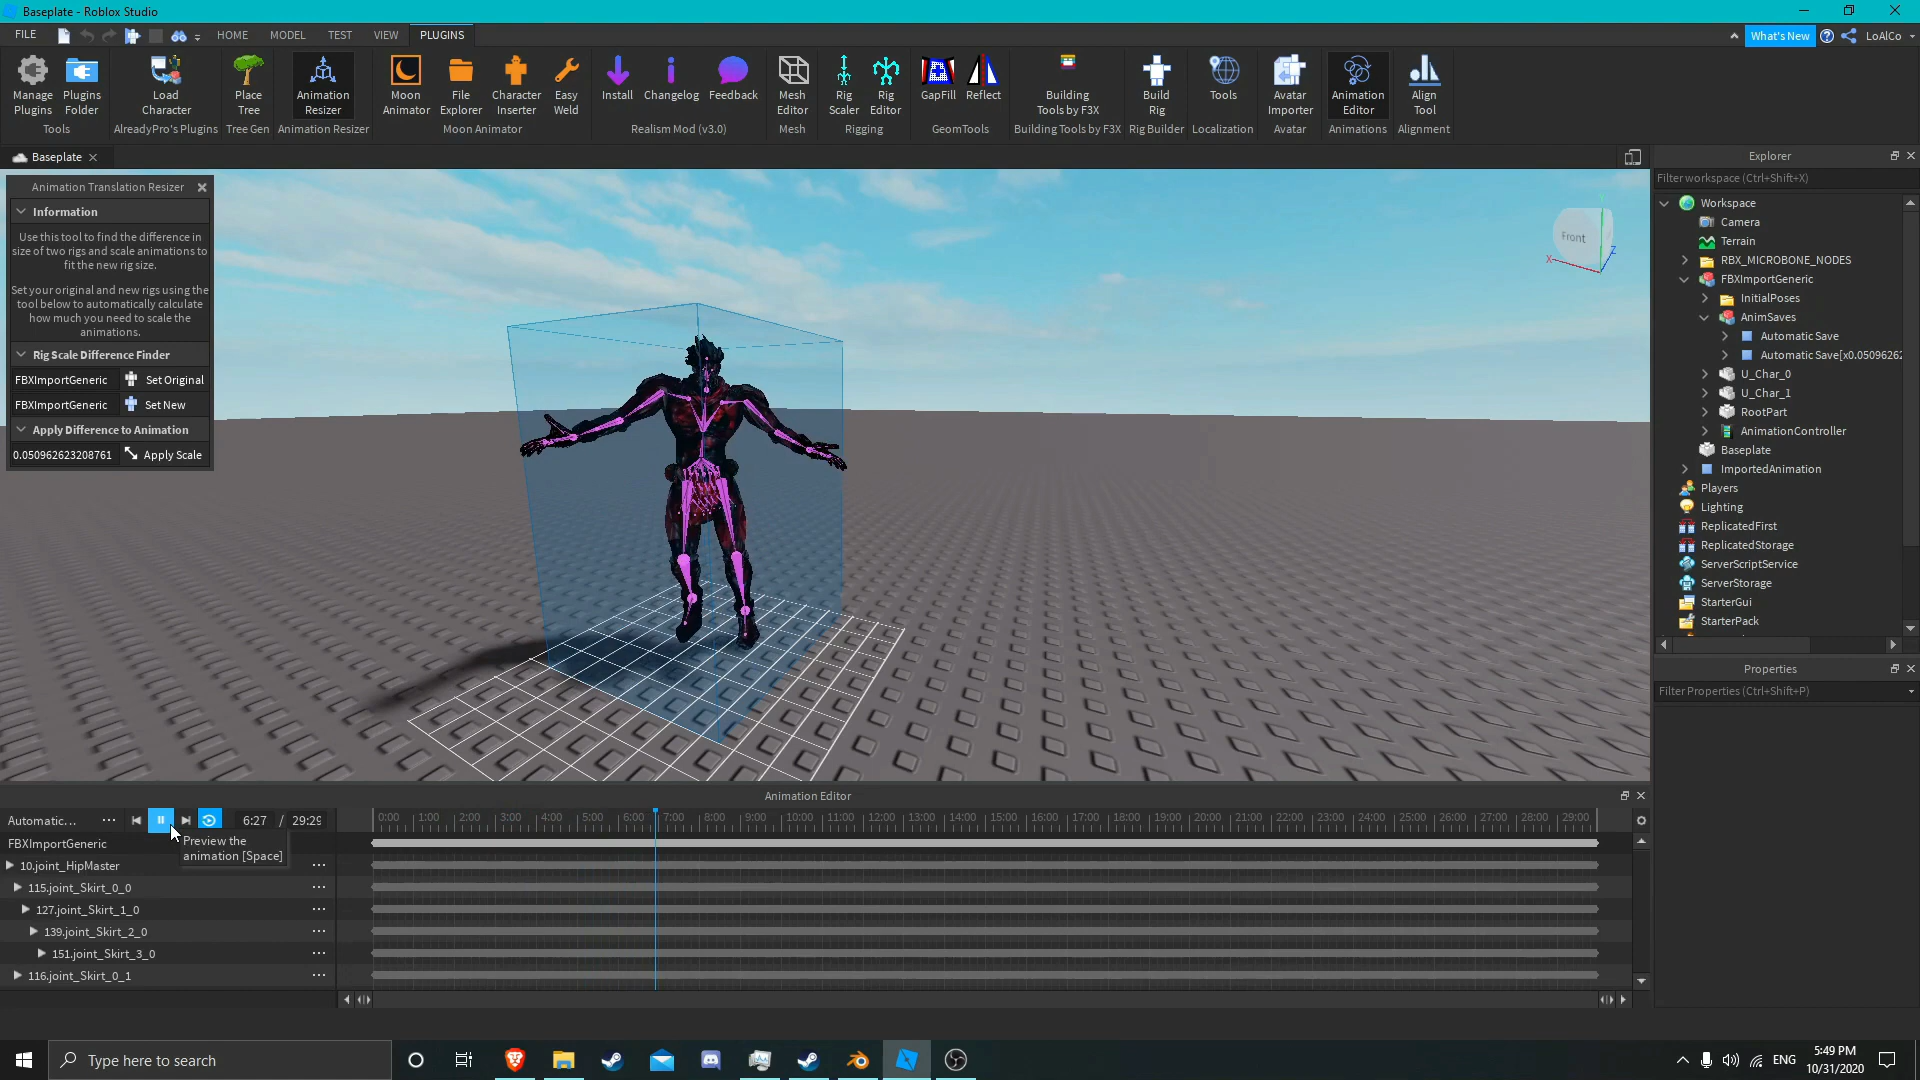 Baseplate - Roblox Studio
FILE HOME MODEL TEST VIEW PLUGINS What's New LoAlCo
Manage Plugins
Plugins Folder
Tools
Load Character
AlreadyPro's Plugins
Place Tree
Tree Gen
Animation Resizer
Animation Resizer
Moon Animator
File Explorer
Character Inserter
Easy Weld
Moon Animator
Install
Changelog
Feedback
Realism Mod (v3.0)
Mesh Editor
Mesh
Rig Scaler
Rig Editor
Rigging
GapFill
Reflect
GeomTools
Building Tools by F3X
Building Tools by F3X
Build Rig
Rig Builder
Tools
Localization
Avatar Importer
Avatar
Animation Editor
Animations
Align Tool
Alignment
Baseplate
Animation Translation Resizer
Information
Use this tool to find the difference in
size of two rigs and scale animations to
fit the new rig size.
Set your original and new rigs using the
tool below to automatically calculate
how much you need to scale the
animations.
Rig Scale Difference Finder
FBXImportGeneric Set Original
FBXImportGeneric Set New
Apply Difference to Animation
0.050962623208761 Apply Scale
Front
X
Z
Explorer
Filter workspace (Ctrl+Shift+X)
Workspace
Camera
Terrain
RBX_MICROBONE_NODES
FBXImportGeneric
InitialPoses
AnimSaves
Automatic Save
Automatic Save[x0.0509626
U_Char_0
U_Char_1
RootPart
AnimationController
Baseplate
ImportedAnimation
Players
Lighting
ReplicatedFirst
ReplicatedStorage
ServerScriptService
ServerStorage
StarterGui
StarterPack
Properties
Filter Properties (Ctrl+Shift+P)
Animation Editor
Automatic... ··· 6:27 / 29:29
0:00 1:00 2:00 3:00 4:00 5:00 6:00 7:00 8:00 9:00 10:00 11:00 12:00 13:00 14:00 15:00 16:00 17:00 18:00 19:00 20:00 21:00 22:00 23:00 24:00 25:00 26:00 27:00 28:00 29:00
FBXImportGeneric
Preview the
animation [Space]
10.joint_HipMaster ···
115.joint_Skirt_0_0 ···
127.joint_Skirt_1_0 ···
139.joint_Skirt_2_0 ···
151.joint_Skirt_3_0 ···
116.joint_Skirt_0_1 ···
Type here to search
ENG
5:49 PM
10/31/2020